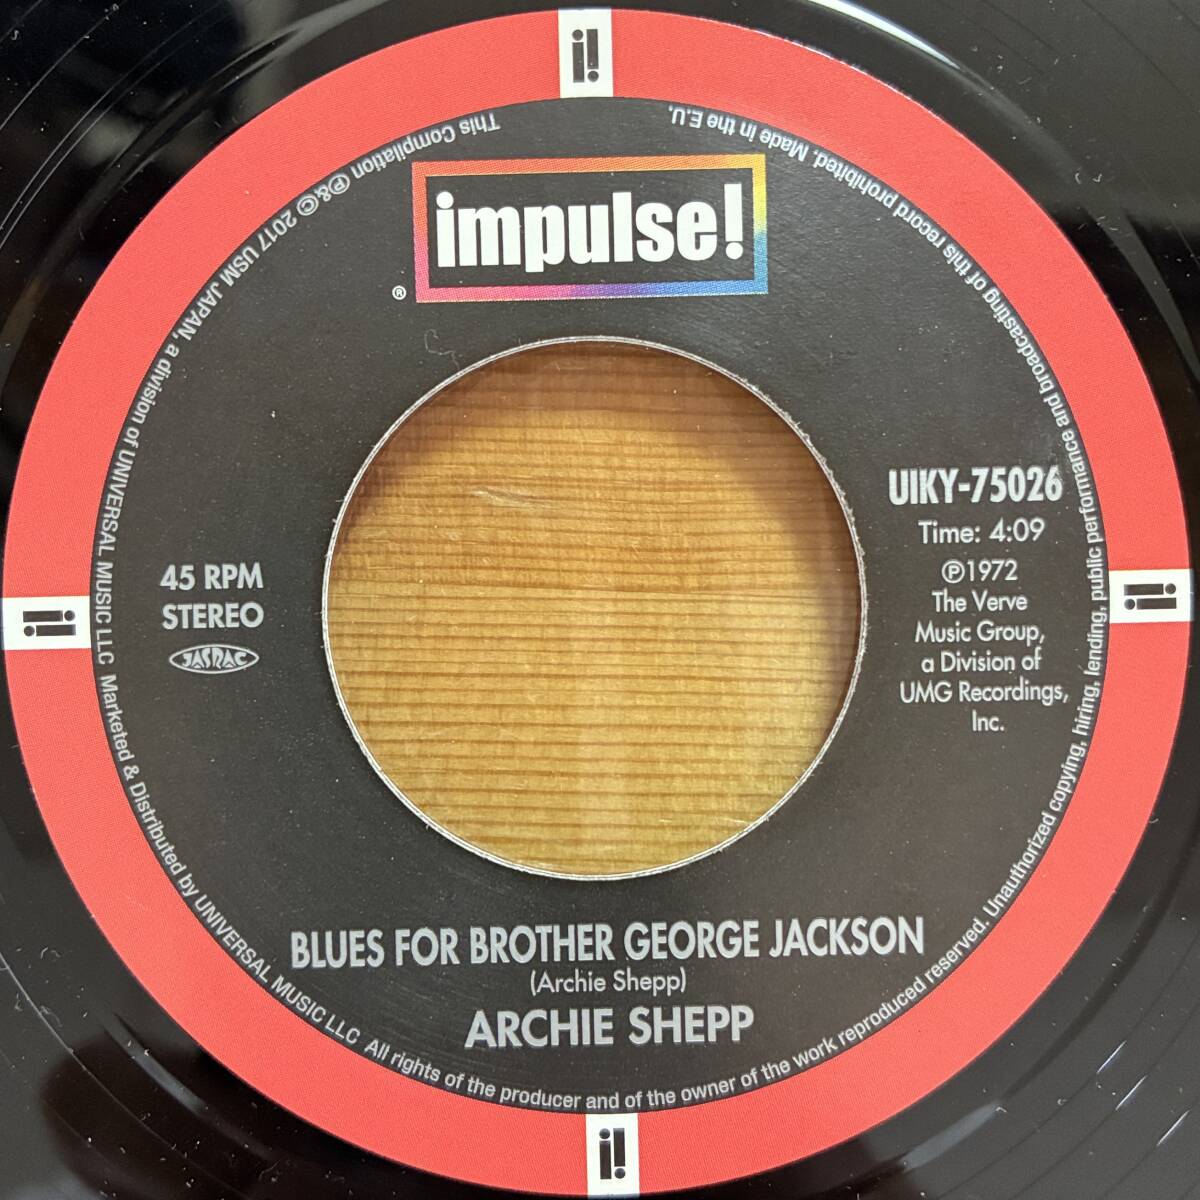 impulse!
®
UIKY-75026
Time: 4:09
℗1972
The Verve
Music Group,
a Division of
UMG Recordings,
Inc.
45 RPM
STEREO
JASRAC
BLUES FOR BROTHER GEORGE JACKSON
(Archie Shepp)
ARCHIE SHEPP
This Compilation ℗&© 2017 USM JAPAN, a division of UNIVERSAL MUSIC LLC Marketed & Distributed by UNIVERSAL MUSIC LLC All rights of the producer and of the owner of the work reproduced reserved. Unauthorized copying, hiring, lending, public performance and broadcasting of this record prohibited. Made in the E.U.
i!
i!
i!
i!